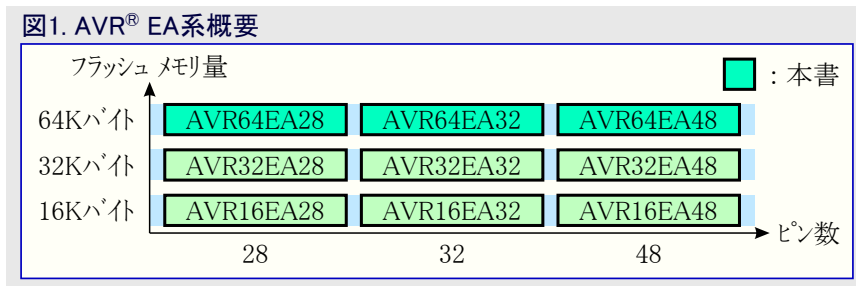 図1. AVR® EA系概要
フラッシュ メモリ量
：本書
64Kバイト AVR64EA28 AVR64EA32 AVR64EA48
32Kバイト AVR32EA28 AVR32EA32 AVR32EA48
16Kバイト AVR16EA28 AVR16EA32 AVR16EA48
ピン数
28 32 48